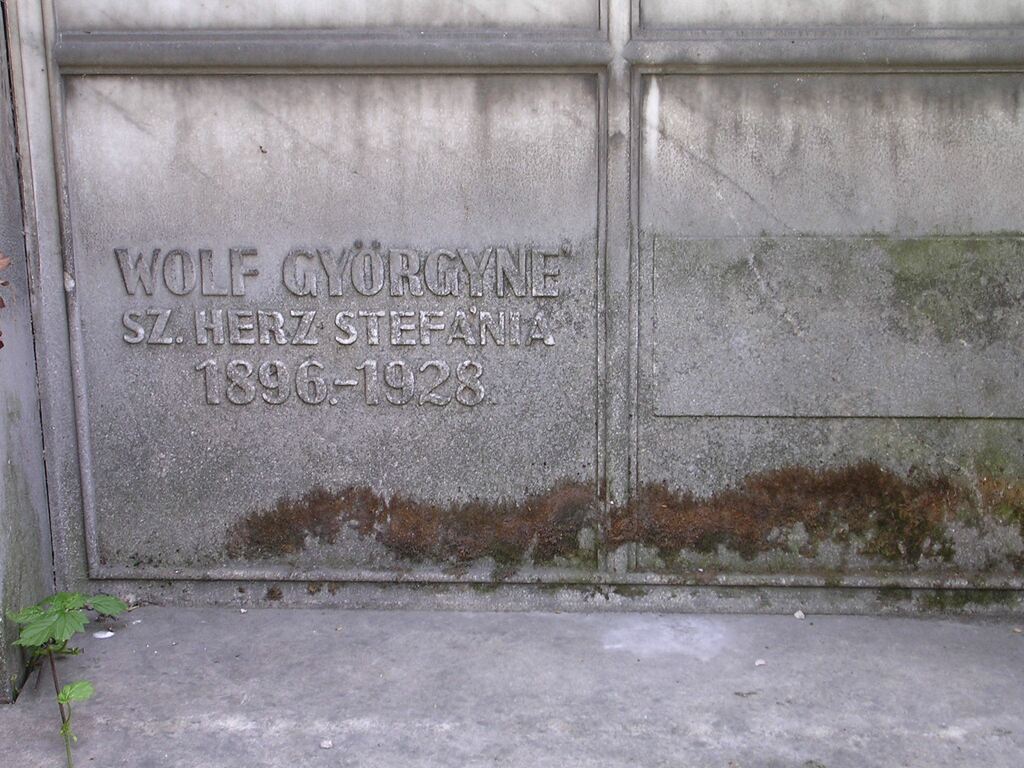 WOLF GYÖRGYNÉ
SZ. HERZ STEFÁNIA
1896.-1928.